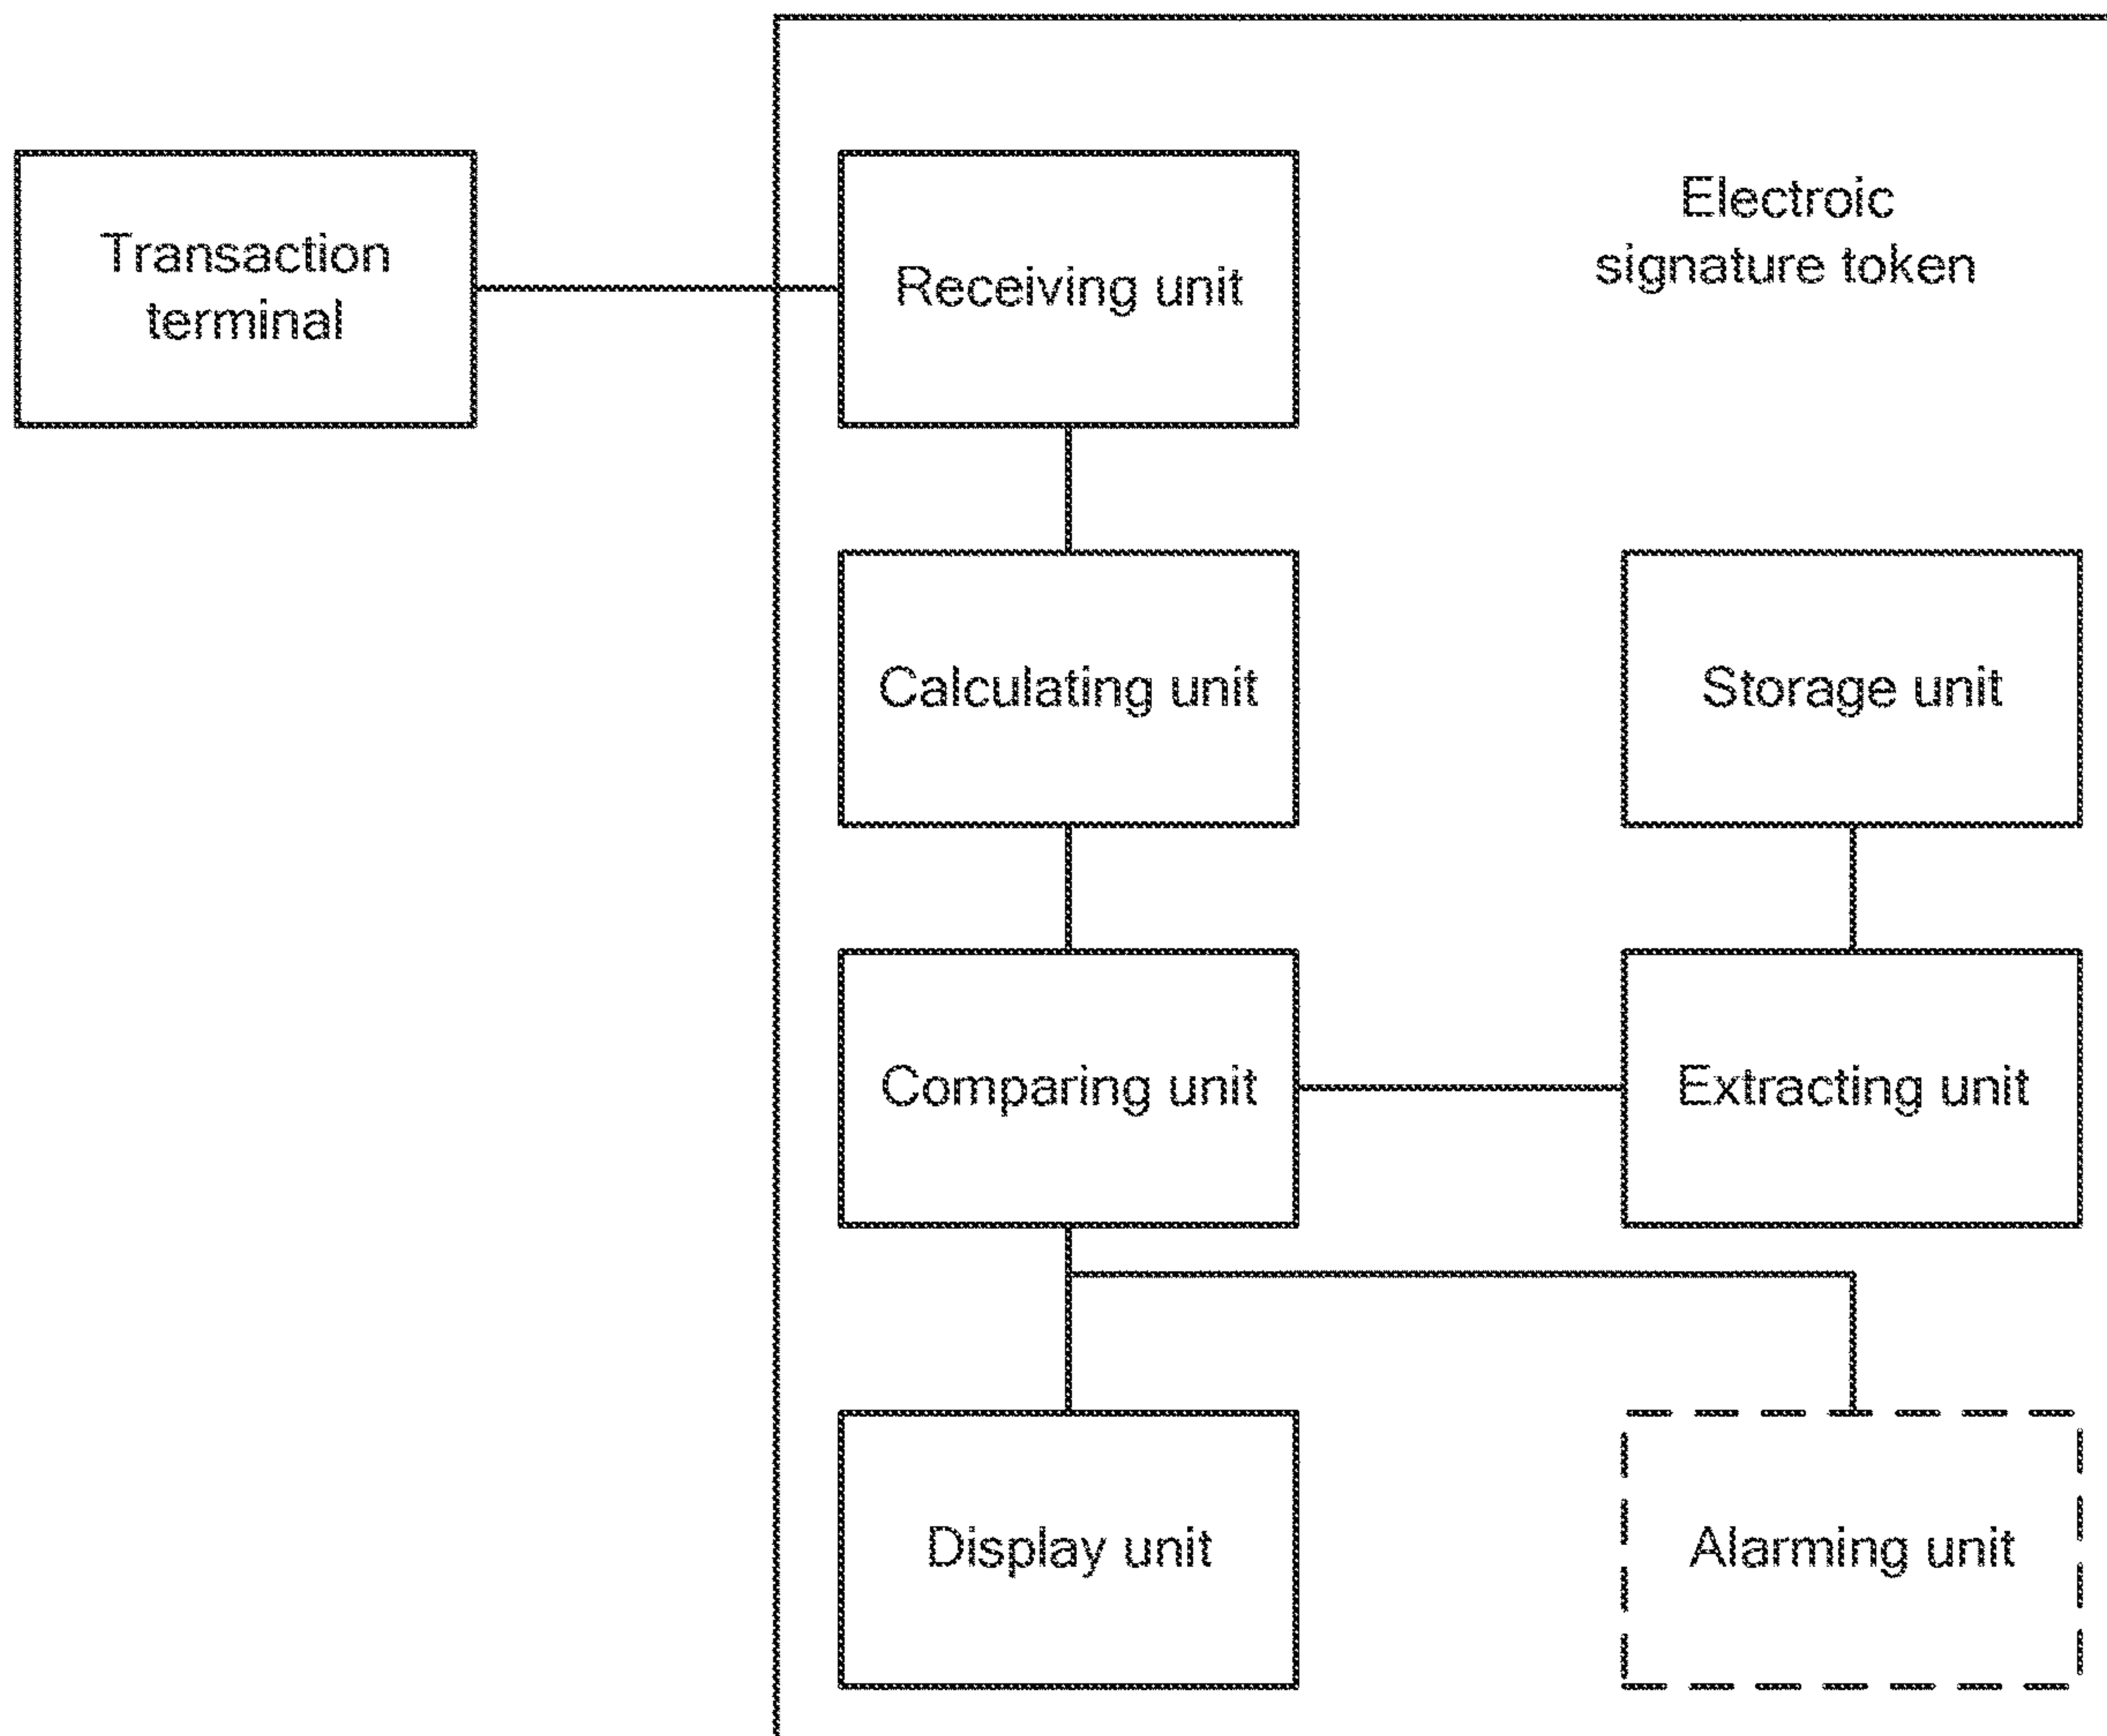 Transaction
terminal
Receiving unit
Electroic
signature token
Calculating unit
Storage unit
Comparing unit
Extracting unit
Display unit
Alarming unit